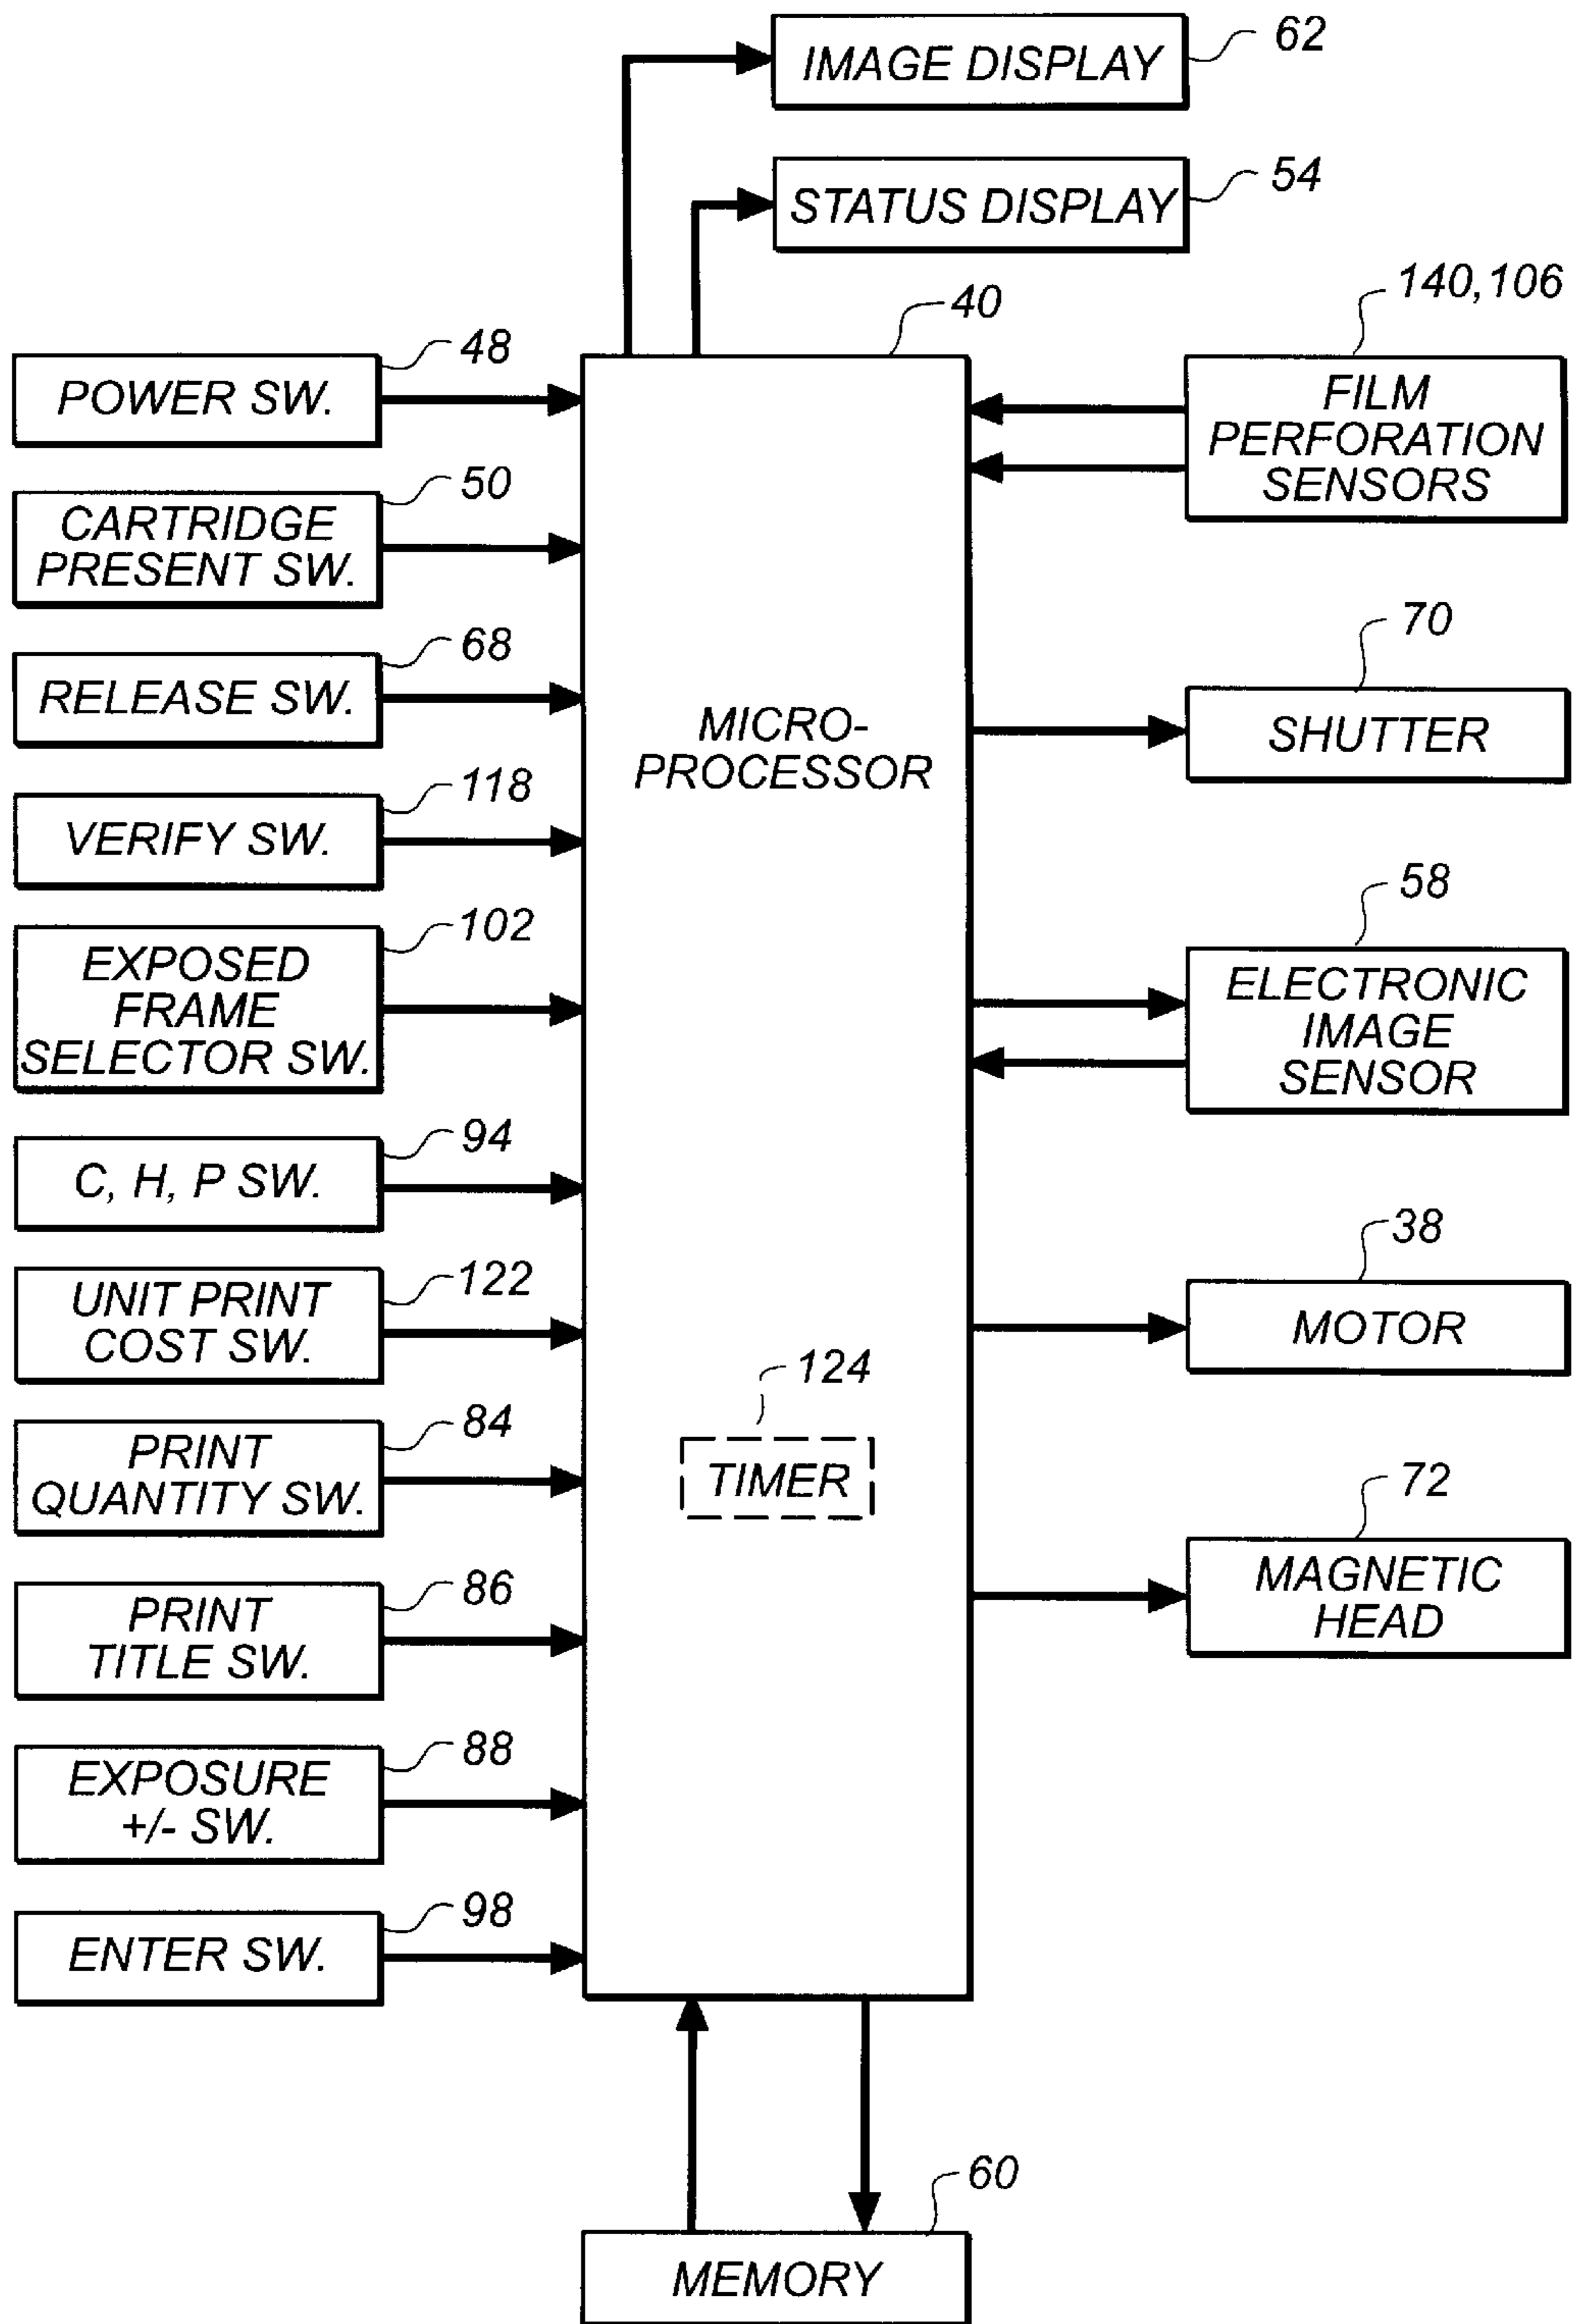 IMAGE DISPLAY
62
STATUS DISPLAY
54
40
140,106
48
POWER SW.
FILM
PERFORATION
SENSORS
50
CARTRIDGE
PRESENT SW.
68
RELEASE SW.
70
SHUTTER
MICRO-
PROCESSOR
118
VERIFY SW.
102
EXPOSED
FRAME
SELECTOR SW.
58
ELECTRONIC
IMAGE
SENSOR
94
C, H, P SW.
122
UNIT PRINT
COST SW.
38
MOTOR
124
TIMER
84
PRINT
QUANTITY SW.
72
MAGNETIC
HEAD
86
PRINT
TITLE SW.
88
EXPOSURE
+/- SW.
98
ENTER SW.
60
MEMORY